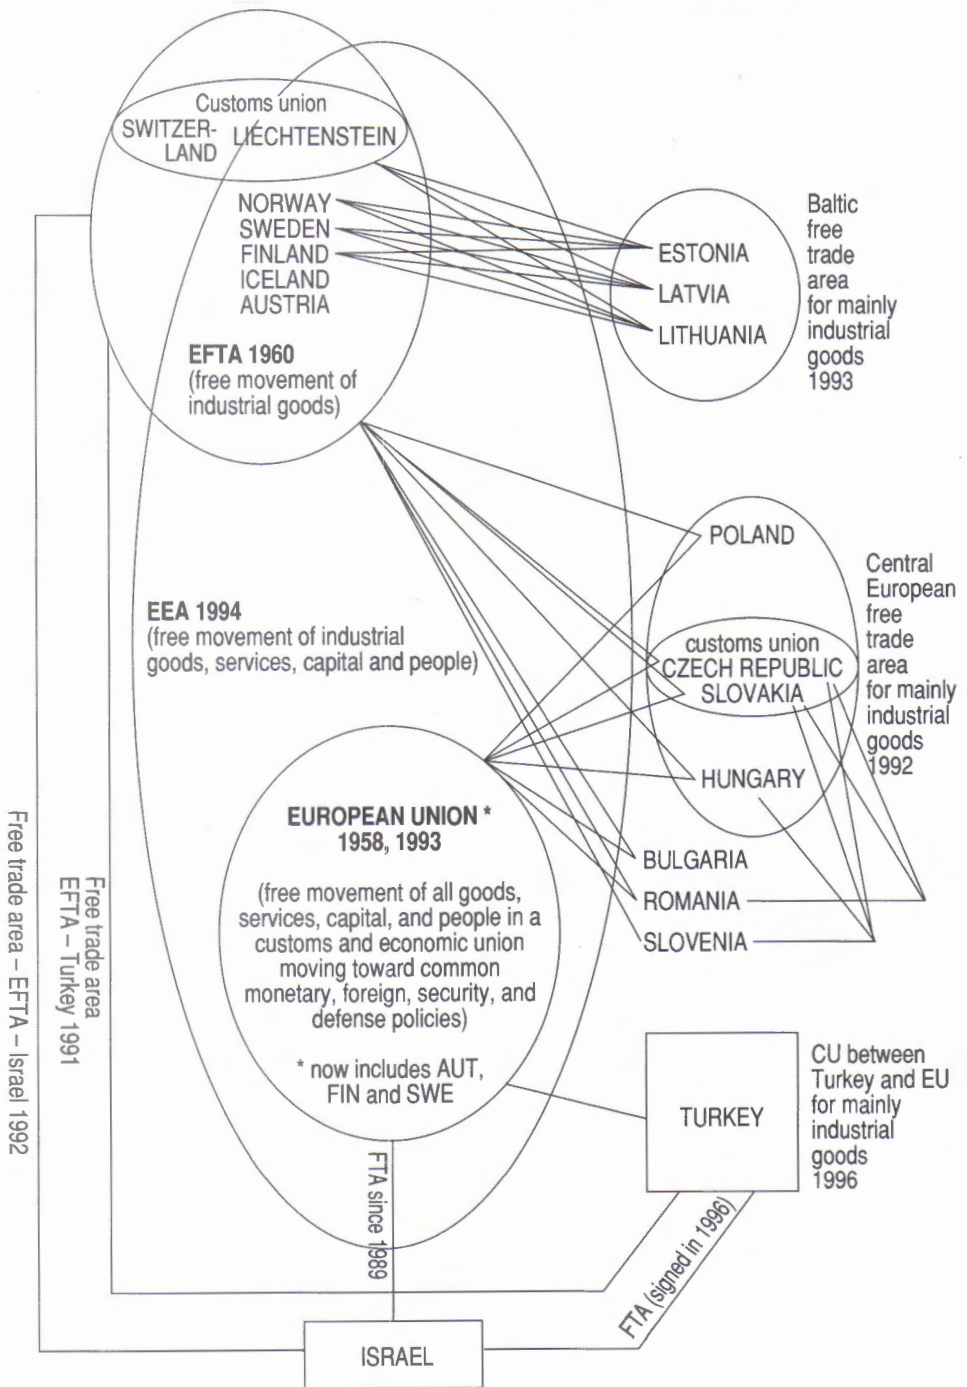 Customs union
SWITZER-
LAND
LIECHTENSTEIN
NORWAY
SWEDEN
FINLAND
ICELAND
AUSTRIA
EFTA 1960
(free movement of
industrial goods)
ESTONIA
LATVIA
LITHUANIA
Baltic
free
trade
area
for mainly
industrial
goods
1993
EEA 1994
(free movement of industrial
goods, services, capital and people)
POLAND
customs union
CZECH REPUBLIC
SLOVAKIA
HUNGARY
Central
European
free
trade
area
for mainly
industrial
goods
1992
BULGARIA
ROMANIA
SLOVENIA
EUROPEAN UNION *
1958, 1993
(free movement of all goods,
services, capital, and people in a
customs and economic union
moving toward common
monetary, foreign, security, and
defense policies)
* now includes AUT,
FIN and SWE
TURKEY
CU between
Turkey and EU
for mainly
industrial
goods
1996
Free trade area
EFTA – Turkey 1991
Free trade area – EFTA – Israel 1992
FTA since 1989
FTA (signed in 1996)
ISRAEL